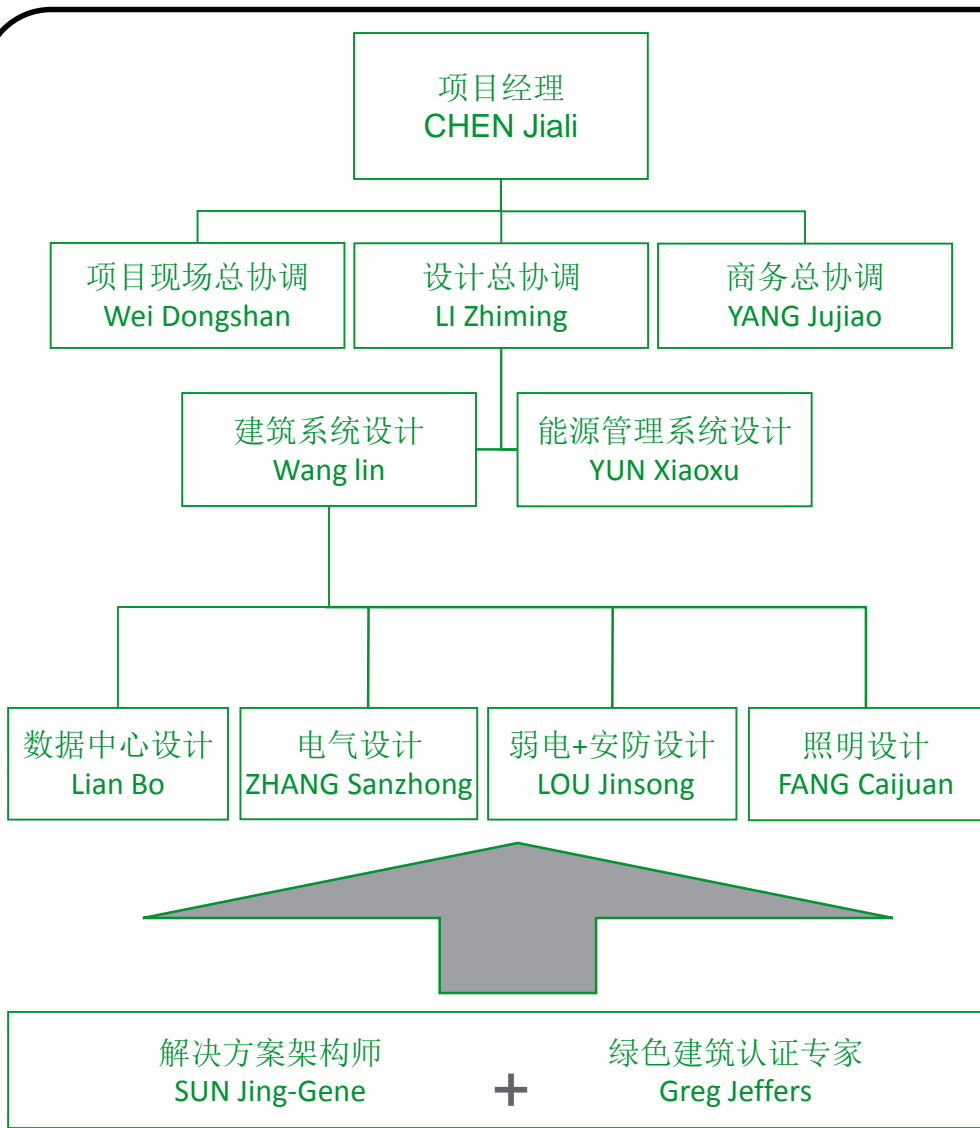 项目经理
CHEN Jiali
项目现场总协调
Wei Dongshan
设计总协调
LI Zhiming
商务总协调
YANG Jujiao
建筑系统设计
Wang lin
能源管理系统设计
YUN Xiaoxu
数据中心设计
Lian Bo
电气设计
ZHANG Sanzhong
弱电+安防设计
LOU Jinsong
照明设计
FANG Caijuan
解决方案架构师
SUN Jing-Gene
+
绿色建筑认证专家
Greg Jeffers